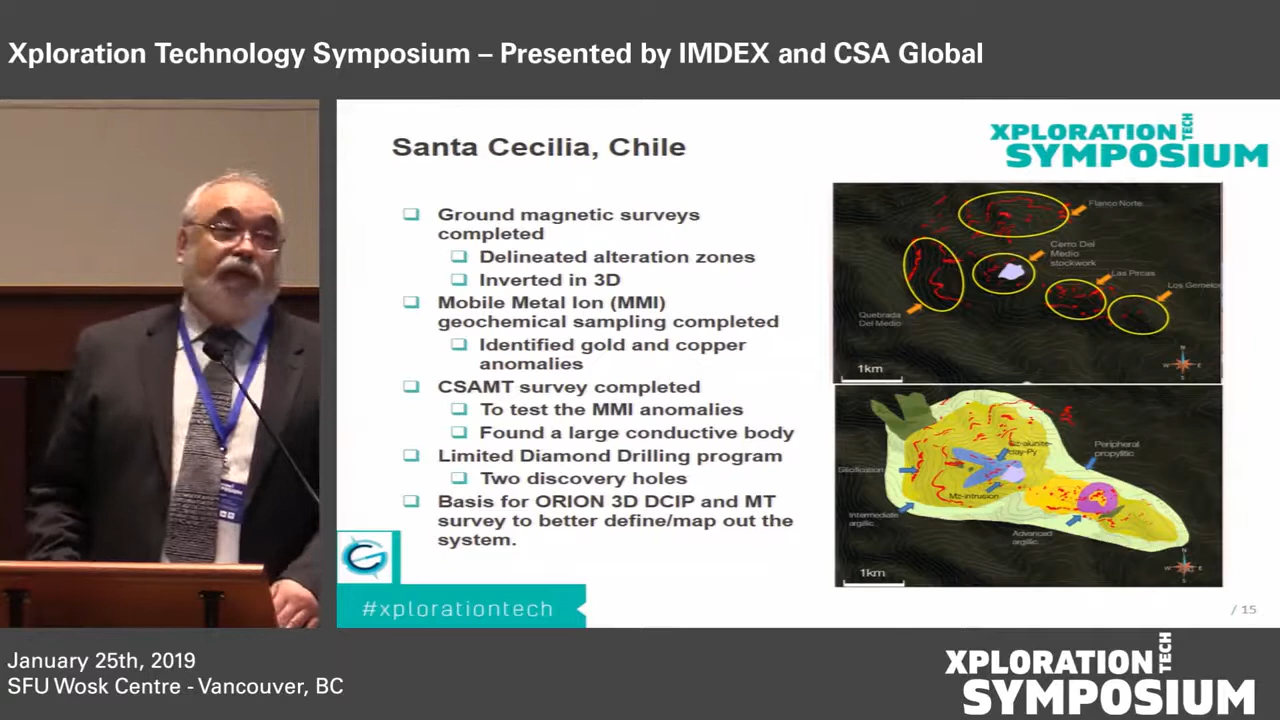 Xploration Technology Symposium – Presented by IMDEX and CSA Global
Santa Cecilia, Chile
XPLORATION TECH
SYMPOSIUM
❑ Ground magnetic surveys
completed
❑ Delineated alteration zones
❑ Inverted in 3D
❑ Mobile Metal Ion (MMI)
geochemical sampling completed
❑ Identified gold and copper
anomalies
❑ CSAMT survey completed
❑ To test the MMI anomalies
❑ Found a large conductive body
❑ Limited Diamond Drilling program
❑ Two discovery holes
❑ Basis for ORION 3D DCIP and MT
survey to better define/map out the
system.
Flanco Norte
Cerro Del
Medio
stockwork
Las Pircas
Los Gemelos
Quebrada
Del Medio
N
W E
S
1km
Peripheral
propylitic
Silicification
Mz-intrusion
Intermediate
argillic
Advanced
argillic
N
W E
S
1km
#xplorationtech
/ 15
January 25th, 2019
SFU Wosk Centre - Vancouver, BC
XPLORATION TECH
SYMPOSIUM